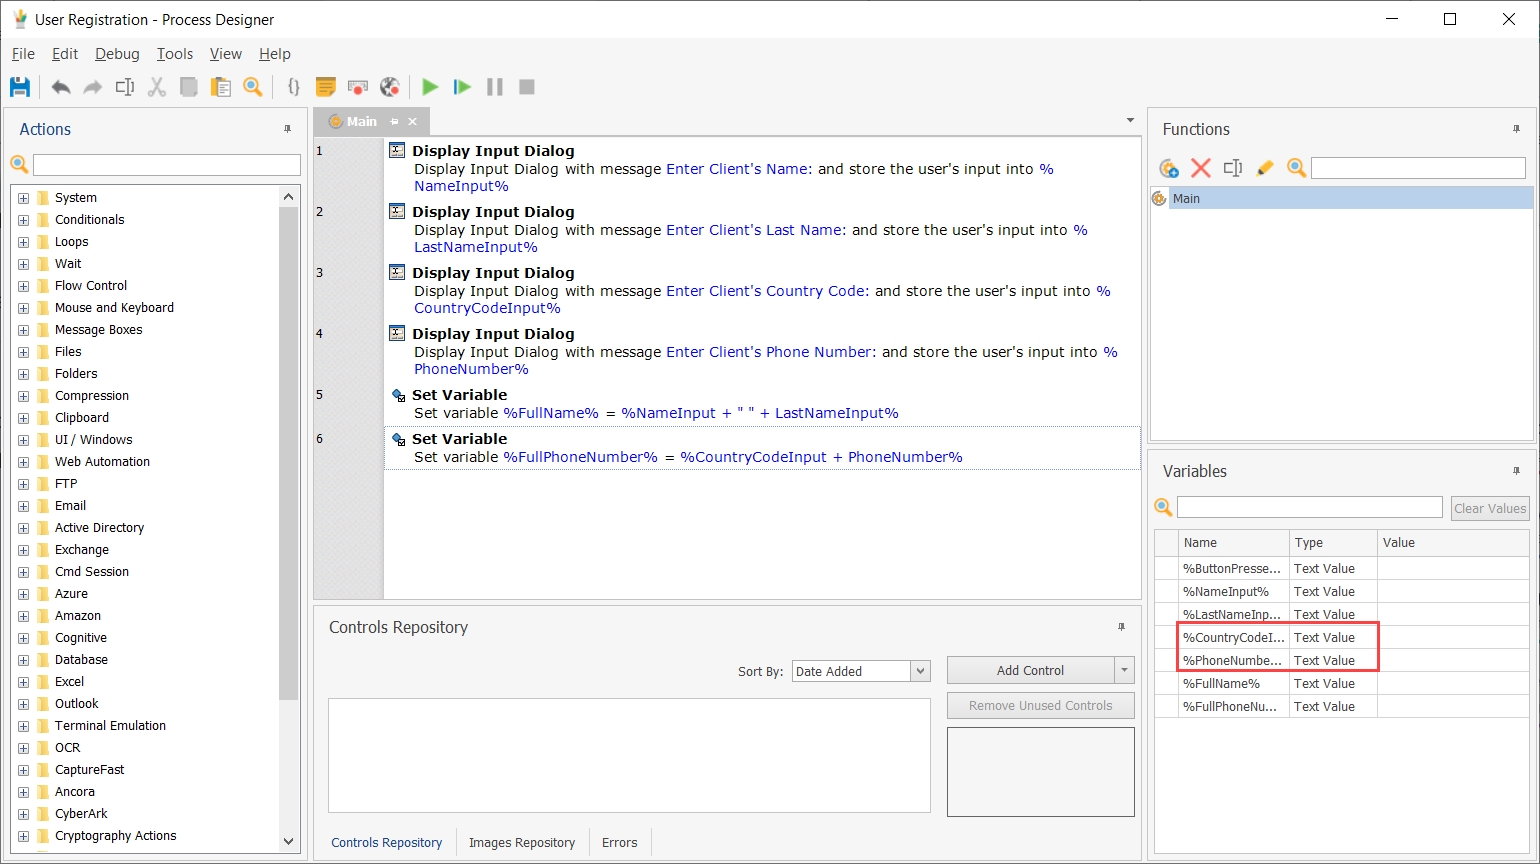 User Registration - Process Designer
File Edit Debug Tools View Help
Actions
System
Conditionals
Loops
Wait
Flow Control
Mouse and Keyboard
Message Boxes
Files
Folders
Compression
Clipboard
UI / Windows
Web Automation
FTP
Email
Active Directory
Exchange
Cmd Session
Azure
Amazon
Cognitive
Database
Excel
Outlook
Terminal Emulation
OCR
CaptureFast
Ancora
CyberArk
Cryptography Actions
Main
1 Display Input Dialog
Display Input Dialog with message Enter Client's Name: and store the user's input into %
NameInput%
2 Display Input Dialog
Display Input Dialog with message Enter Client's Last Name: and store the user's input into %
LastNameInput%
3 Display Input Dialog
Display Input Dialog with message Enter Client's Country Code: and store the user's input into %
CountryCodeInput%
4 Display Input Dialog
Display Input Dialog with message Enter Client's Phone Number: and store the user's input into %
PhoneNumber%
5 Set Variable
Set variable %FullName% = %NameInput + " " + LastNameInput%
6 Set Variable
Set variable %FullPhoneNumber% = %CountryCodeInput + PhoneNumber%
Controls Repository
Sort By: Date Added
Add Control
Remove Unused Controls
Controls Repository Images Repository Errors
Functions
Main
Variables
Clear Values
Name Type Value
%ButtonPresse... Text Value
%NameInput% Text Value
%LastNameInp... Text Value
%CountryCodeI... Text Value
%PhoneNumbe... Text Value
%FullName% Text Value
%FullPhoneNu... Text Value